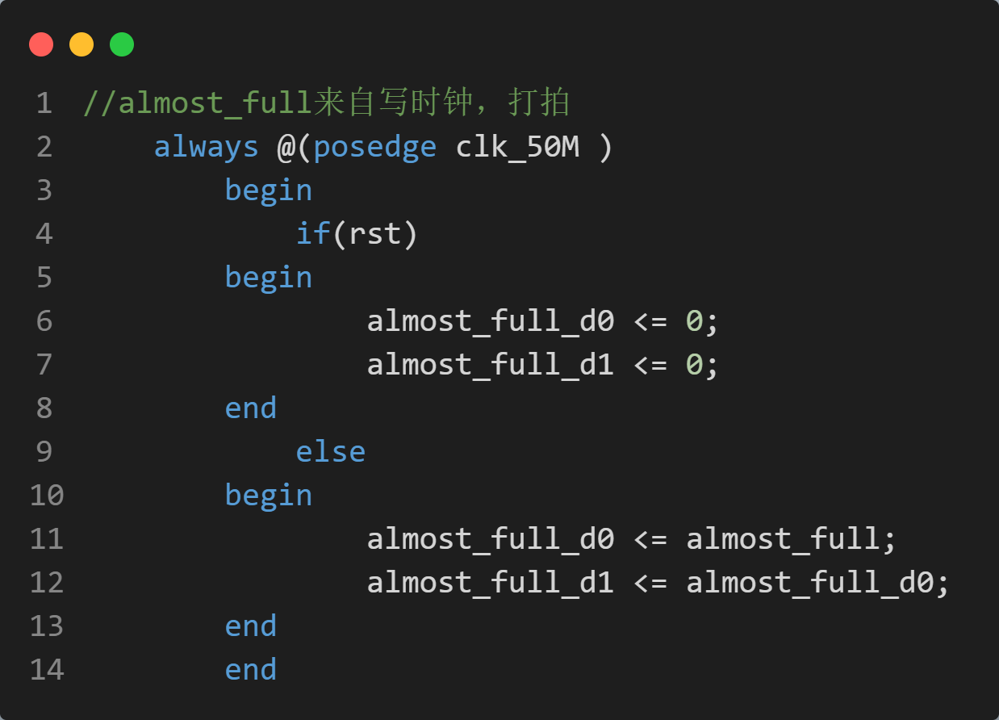 1 //almost_full来自写时钟，打拍
2     always @(posedge clk_50M )
3         begin
4             if(rst)
5         begin
6                 almost_full_d0 <= 0;
7                 almost_full_d1 <= 0;
8         end
9             else
10         begin
11                 almost_full_d0 <= almost_full;
12                 almost_full_d1 <= almost_full_d0;
13         end
14         end